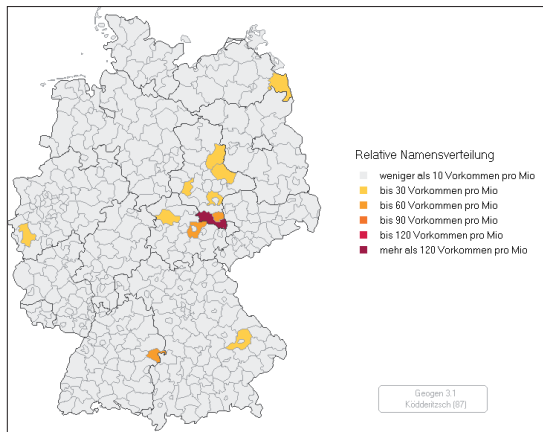 Relative Namensverteilung
weniger als 10 Vorkommen pro Mio
bis 30 Vorkommen pro Mio
bis 60 Vorkommen pro Mio
bis 90 Vorkommen pro Mio
bis 120 Vorkommen pro Mio
mehr als 120 Vorkommen pro Mio
Geogen 3.1
Ködderitzsch (87)